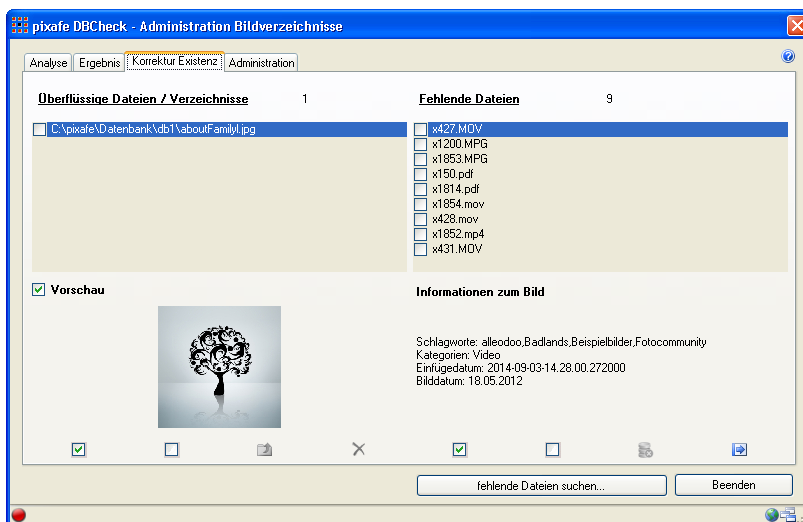 pixafe DBCheck - Administration Bildverzeichnisse
Analyse
Ergebnis
Korrektur Existenz
Administration
Überflüssige Dateien / Verzeichnisse
1
Fehlende Dateien
9
C:\pixafe\Datenbank\db1\aboutFamilyI.jpg
x427.MOV
x1200.MPG
x1853.MPG
x150.pdf
x1814.pdf
x1854.mov
x428.mov
x1852.mp4
x431.MOV
Vorschau
Informationen zum Bild
Schlagworte: alleodoo,Badlands,Beispielbilder,Fotocommunity
Kategorien: Video
Einfügedatum: 2014-09-03-14.28.00.272000
Bilddatum: 18.05.2012
fehlende Dateien suchen...
Beenden